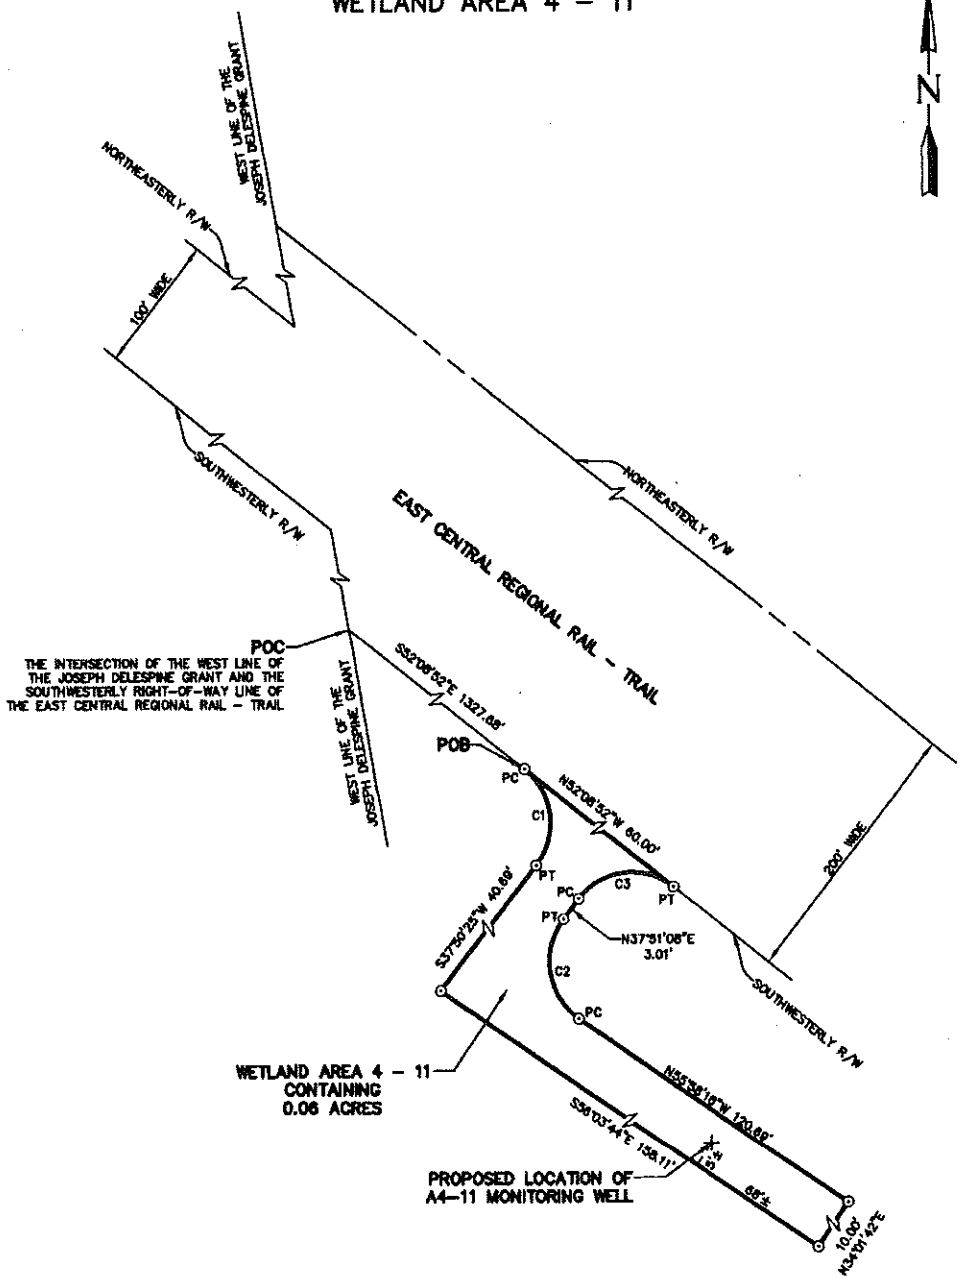 WETLAND AREA 4 - 11
N
WEST LINE OF THE
JOSEPH DELESPINE GRANT
NORTHEASTERLY R/W
100' WIDE
SOUTHWESTERLY R/W
NORTHEASTERLY R/W
EAST CENTRAL REGIONAL RAIL - TRAIL
POC
THE INTERSECTION OF THE WEST LINE OF
THE JOSEPH DELESPINE GRANT AND THE
SOUTHWESTERLY RIGHT-OF-WAY LINE OF
THE EAST CENTRAL REGIONAL RAIL - TRAIL
WEST LINE OF THE
JOSEPH DELESPINE GRANT
S52°08'52"E 1327.68'
POB
PC
N52°08'52"W 60.00'
C1
200' WIDE
PT
C3
PC
PT
S37°50'25"W 40.69'
PT
N37°51'08"E
3.01'
C2
PC
SOUTHWESTERLY R/W
WETLAND AREA 4 - 11
CONTAINING
0.06 ACRES
S56°03'44"E 158.11'
PROPOSED LOCATION OF
A4-11 MONITORING WELL
68'±
10.00'
N34°01'42"E